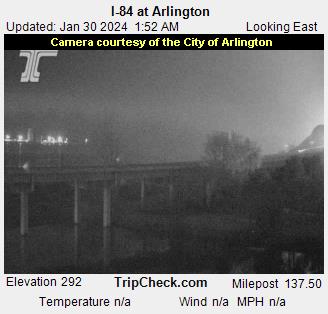 I-84 at Arlington
Updated: Jan 30 2024 1:52 AM Looking East
Camera courtesy of the City of Arlington
Elevation 292 TripCheck.com Milepost 137.50
Temperature n/a Wind n/a MPH n/a